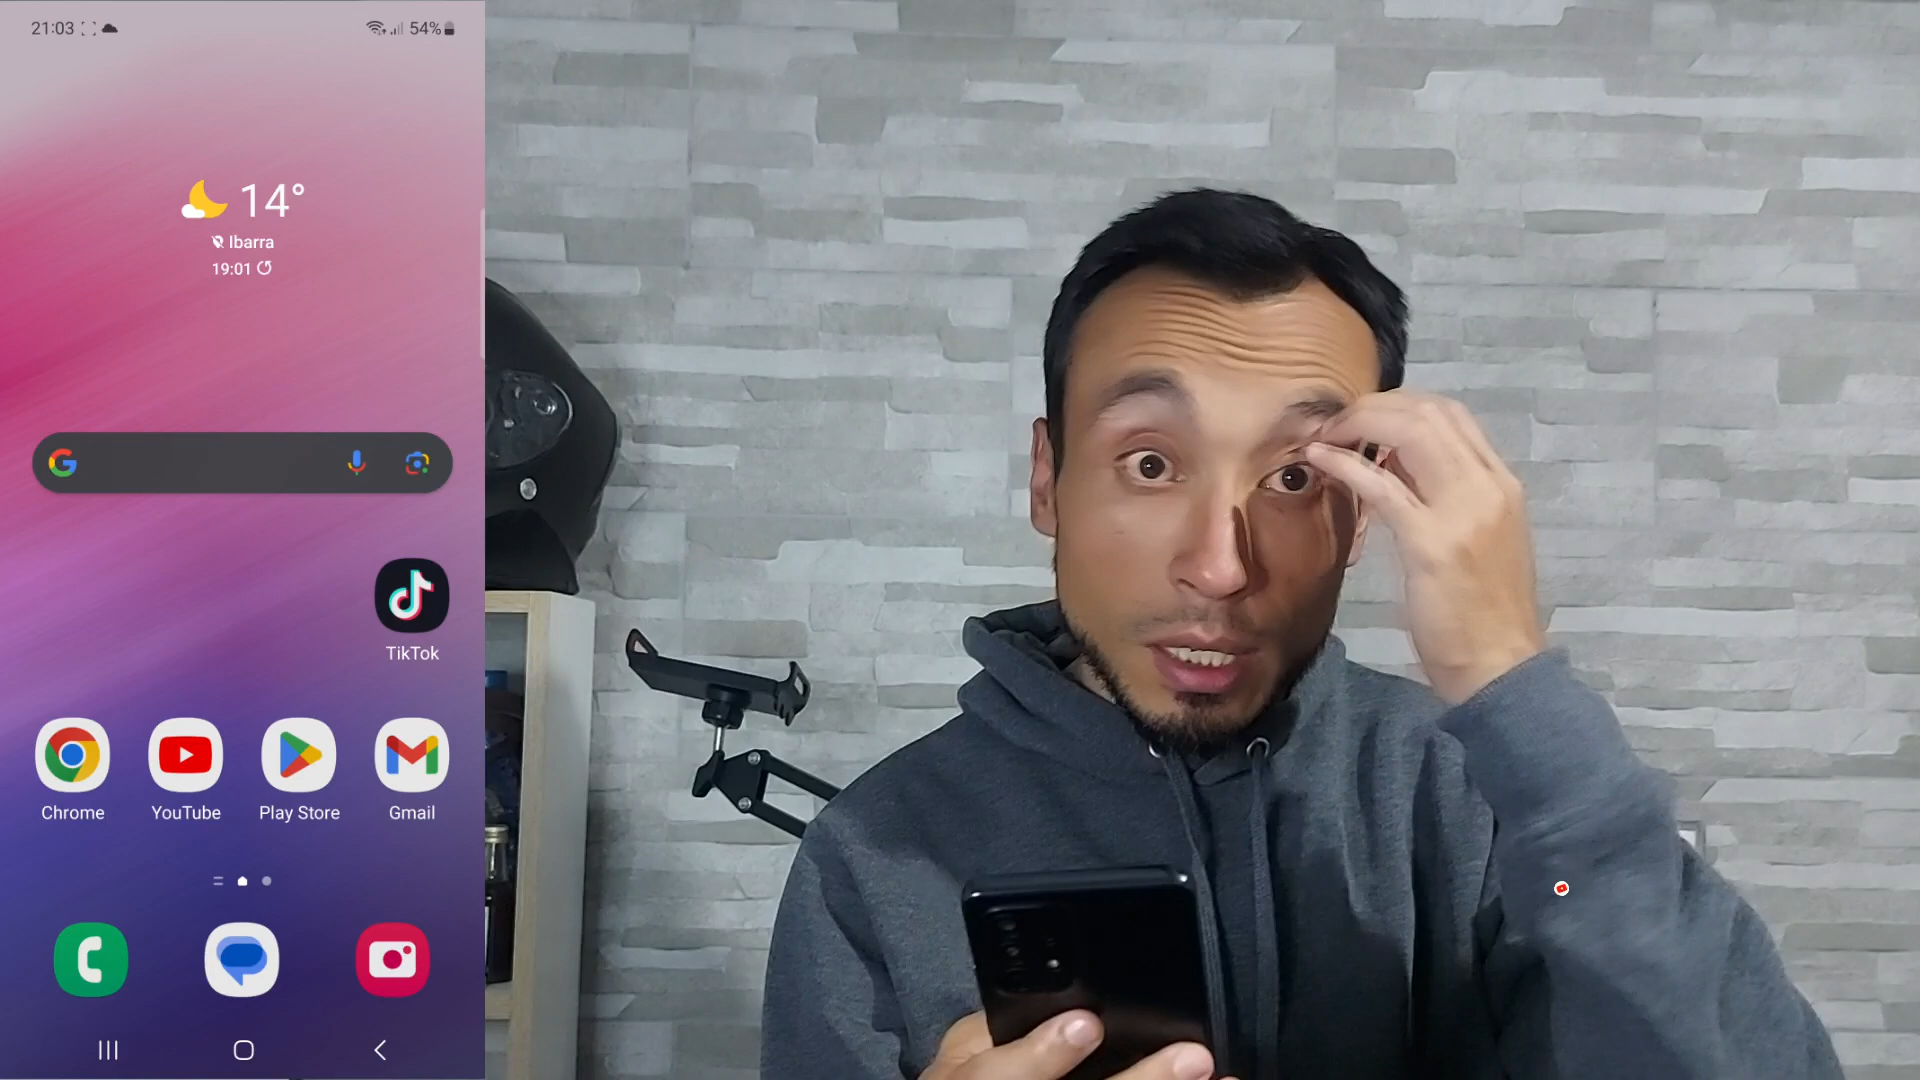 21:03
54%
14°
Ibarra
19:01
TikTok
Chrome
YouTube
Play Store
Gmail